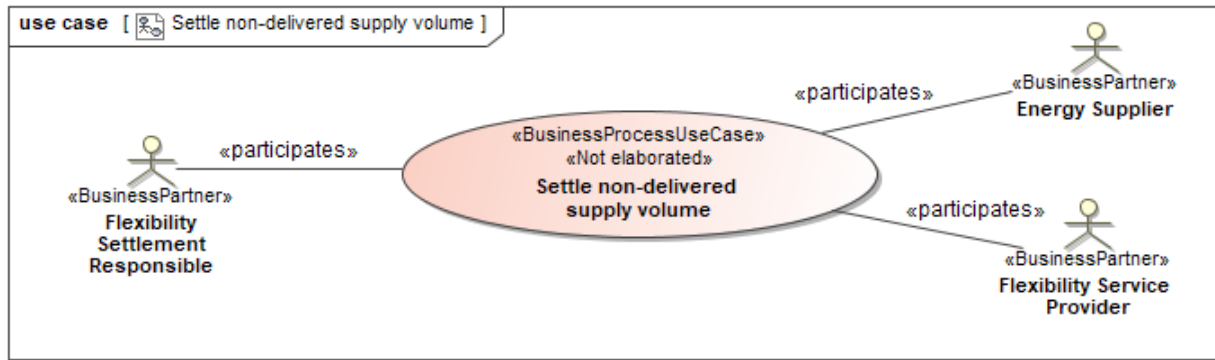 use case [ Settle non-delivered supply volume ]
«BusinessPartner»
Energy Supplier
«participates»
«BusinessProcessUseCase»
«Not elaborated»
Settle non-delivered
supply volume
«participates»
«BusinessPartner»
Flexibility
Settlement
Responsible
«participates»
«BusinessPartner»
Flexibility Service
Provider